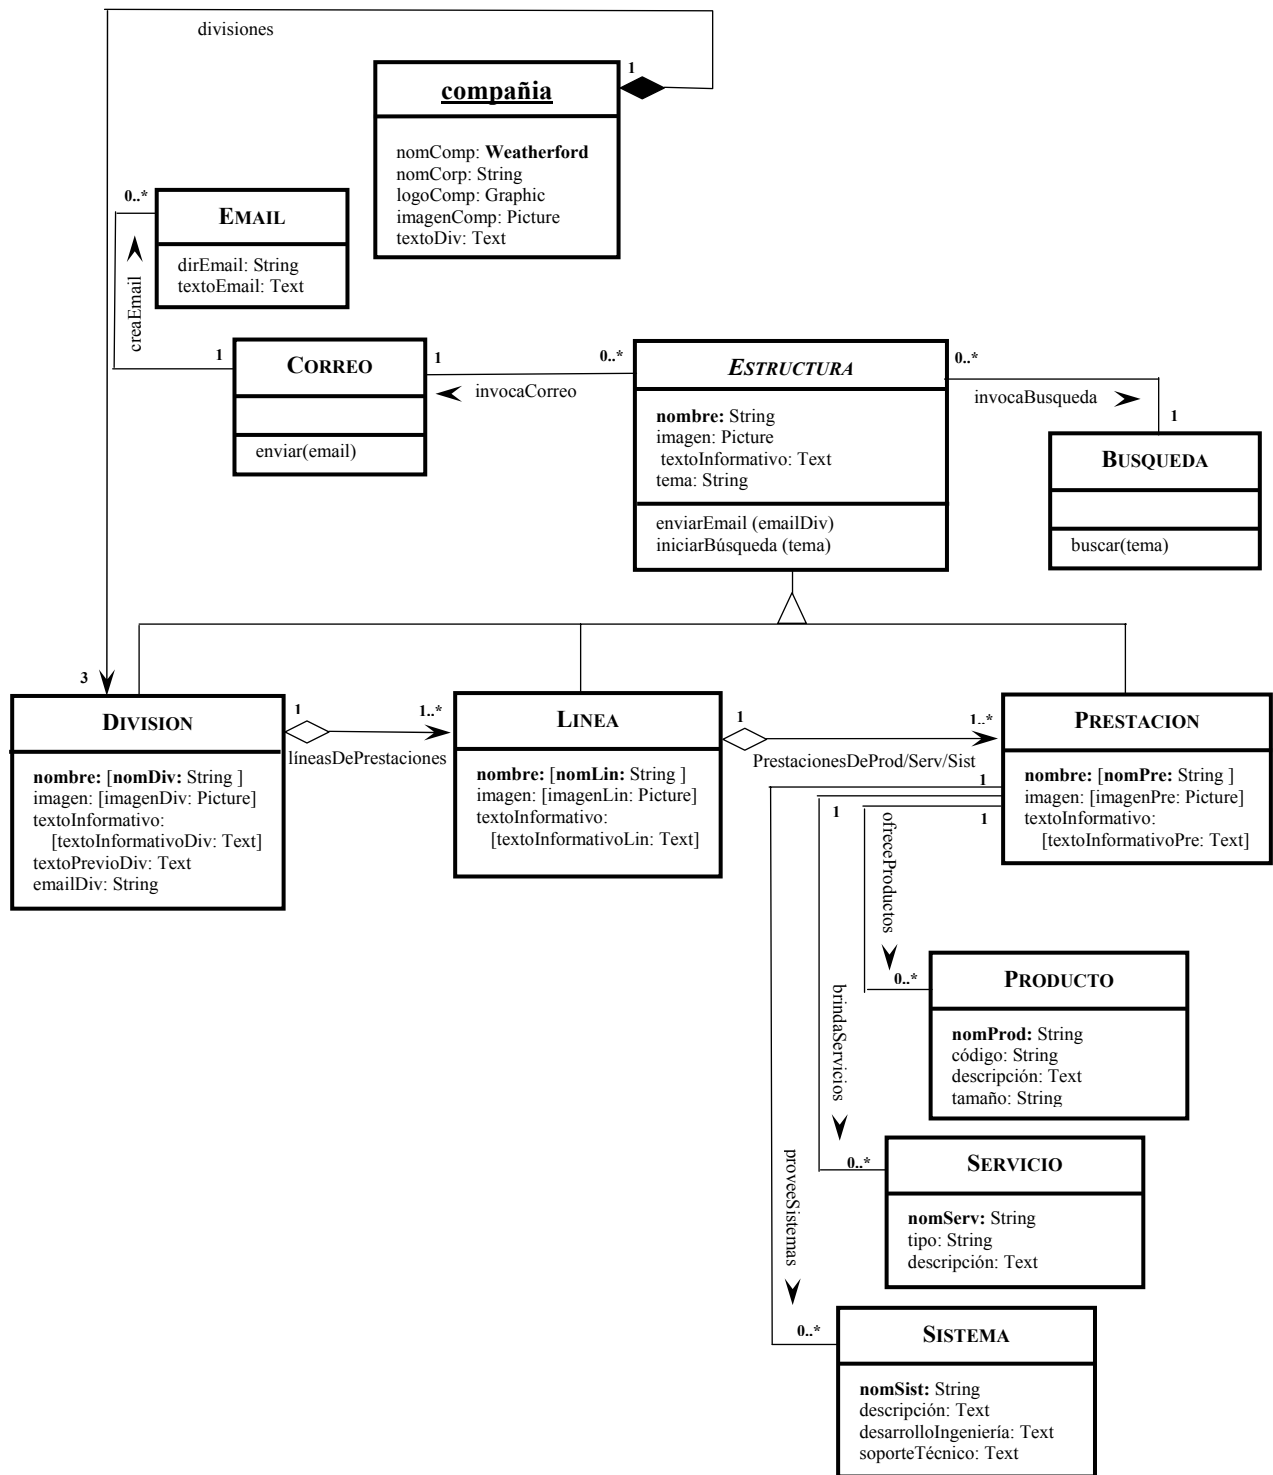 divisiones
1
compañia
nomComp: Weatherford
nomCorp: String
logoComp: Graphic
imagenComp: Picture
textoDiv: Text
0..*
EMAIL
dirEmail: String
textoEmail: Text
creaEmail
1
CORREO
enviar(email)
1
0..*
invocaCorreo
ESTRUCTURA
nombre: String
imagen: Picture
textoInformativo: Text
tema: String
enviarEmail (emailDiv)
iniciarBúsqueda (tema)
0..*
invocaBusqueda
1
BUSQUEDA
buscar(tema)
3
DIVISION
nombre: [nomDiv: String ]
imagen: [imagenDiv: Picture]
textoInformativo:
[textoInformativoDiv: Text]
textoPrevioDiv: Text
emailDiv: String
1
1..*
líneasDePrestaciones
LINEA
nombre: [nomLin: String ]
imagen: [imagenLin: Picture]
textoInformativo:
[textoInformativoLin: Text]
1
1..*
PrestacionesDeProd/Serv/Sist
PRESTACION
nombre: [nomPre: String ]
imagen: [imagenPre: Picture]
textoInformativo:
[textoInformativoPre: Text]
1
1
1
ofreceProductos
0..*
PRODUCTO
nomProd: String
código: String
descripción: Text
tamaño: String
brindaServicios
0..*
SERVICIO
nomServ: String
tipo: String
descripción: Text
proveeSistemas
0..*
SISTEMA
nomSist: String
descripción: Text
desarrolloIngeniería: Text
soporteTécnico: Text